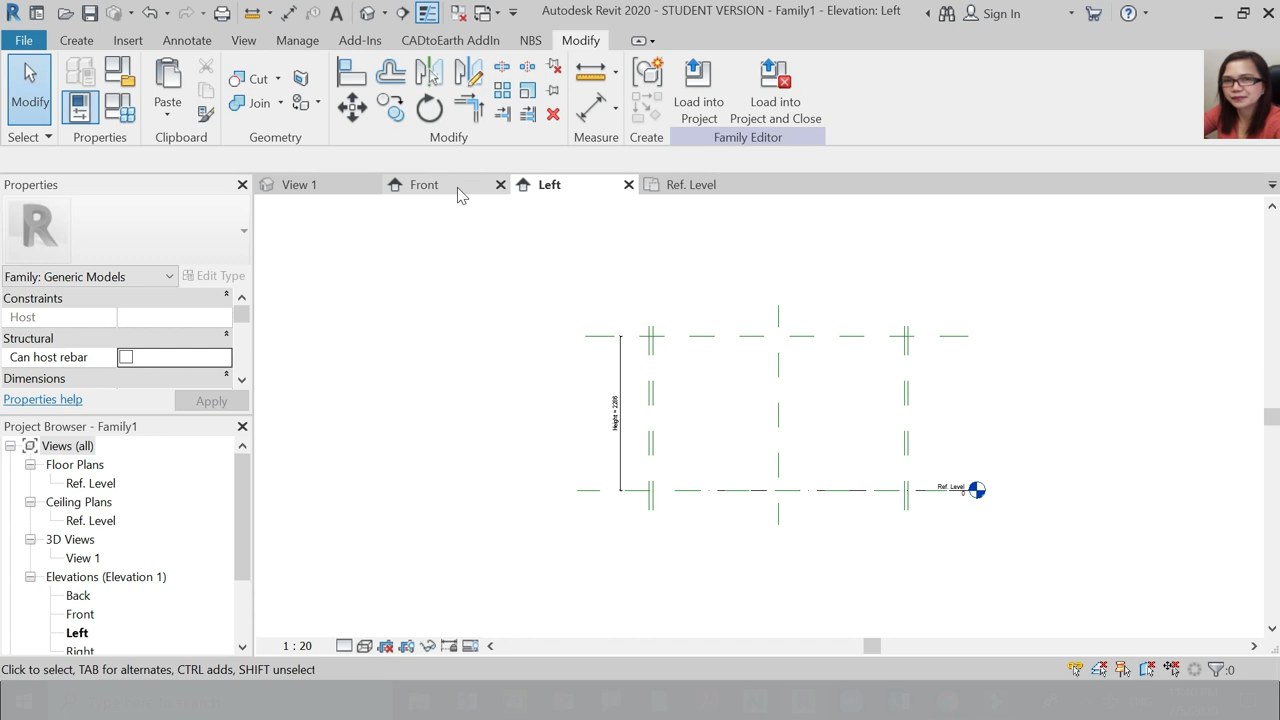 Autodesk Revit 2020 - STUDENT VERSION - Family1 - Elevation: Left
Sign In
File Create Insert Annotate View Manage Add-Ins CADtoEarth AddIn NBS Modify
Modify
Paste
Cut
Join
Load into
Project
Load into
Project and Close
Select Properties Clipboard Geometry Modify Measure Create Family Editor
Properties
View 1 Front Left Ref. Level
Family: Generic Models
Edit Type
Constraints
Host
Structural
Can host rebar
Dimensions
Properties help
Apply
Project Browser - Family1
Views (all)
Floor Plans
Ref. Level
Ceiling Plans
Ref. Level
3D Views
View 1
Elevations (Elevation 1)
Back
Front
Left
Right
Height = 2286
Ref. Level
0
1 : 20
Click to select, TAB for alternates, CTRL adds, SHIFT unselect
:0